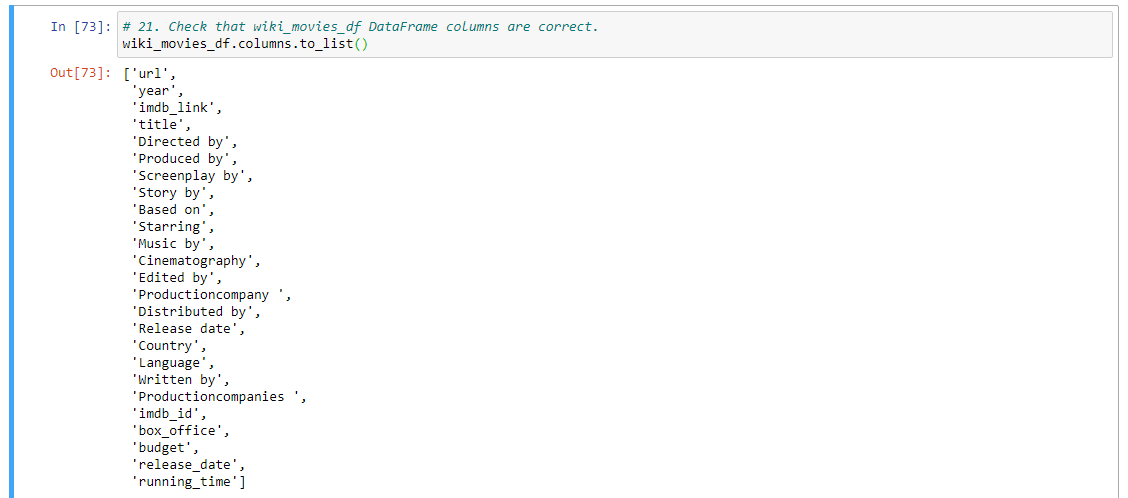 In [73]: # 21. Check that wiki_movies_df DataFrame columns are correct.
wiki_movies_df.columns.to_list()
Out[73]: ['url',
'year',
'imdb_link',
'title',
'Directed by',
'Produced by',
'Screenplay by',
'Story by',
'Based on',
'Starring',
'Music by',
'Cinematography',
'Edited by',
'Productioncompany ',
'Distributed by',
'Release date',
'Country',
'Language',
'Written by',
'Productioncompanies ',
'imdb_id',
'box_office',
'budget',
'release_date',
'running_time']